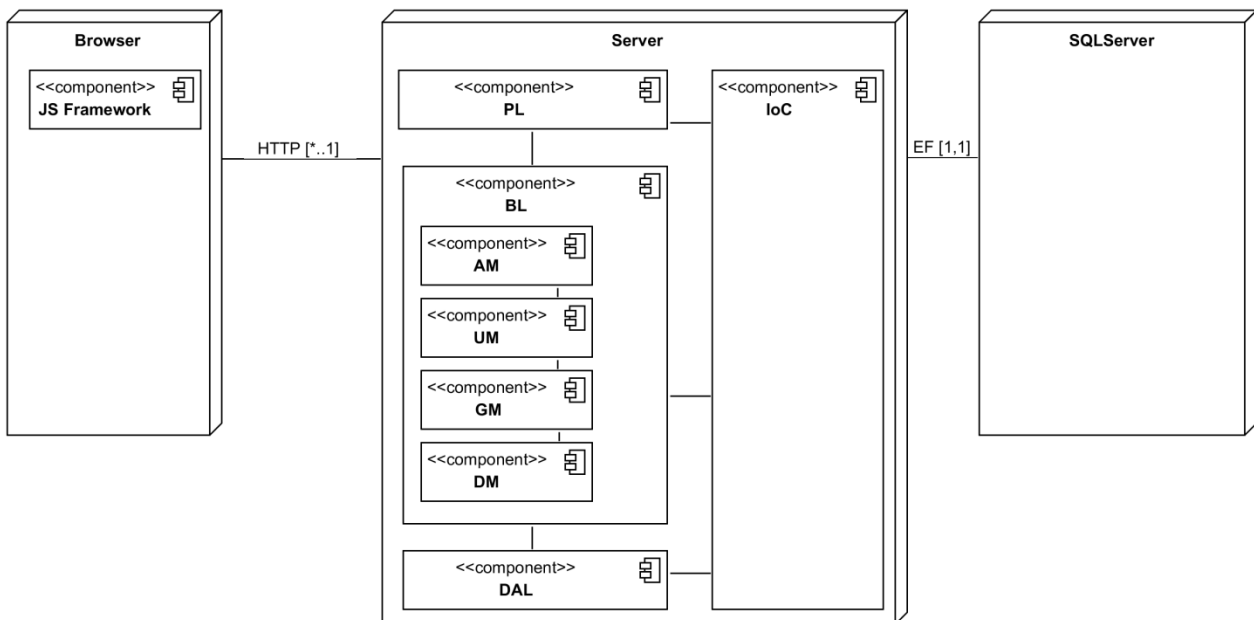 Browser
<<component>>
JS Framework
HTTP [*..1]
Server
<<component>>
PL
<<component>>
IoC
<<component>>
BL
<<component>>
AM
<<component>>
UM
<<component>>
GM
<<component>>
DM
<<component>>
DAL
EF [1,1]
SQLServer